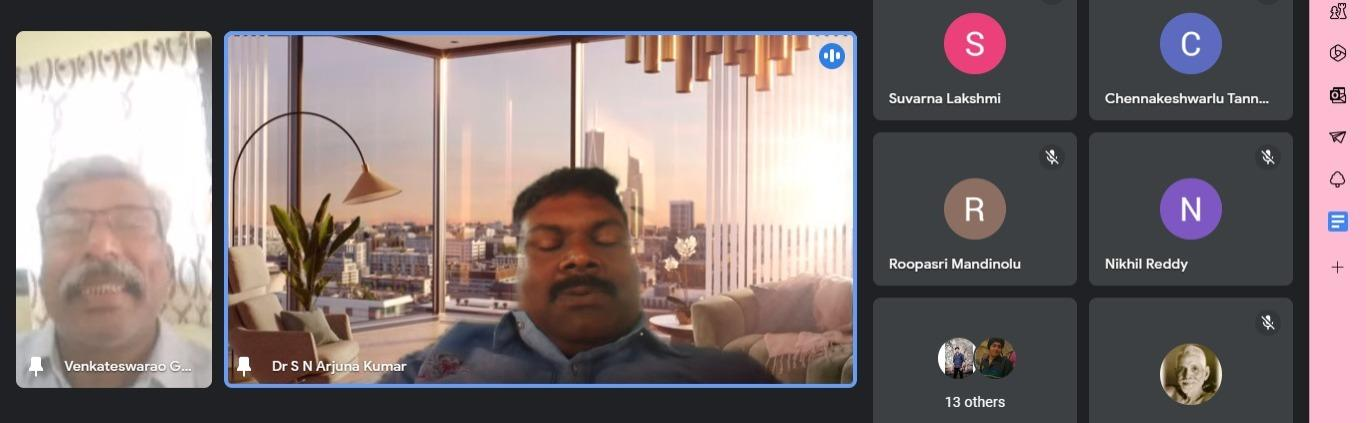 Venkateswarao G...
Dr S N Arjuna Kumar
S
Suvarna Lakshmi
C
Chennakeshwarlu Tann...
R
Roopasri Mandinolu
N
Nikhil Reddy
13 others